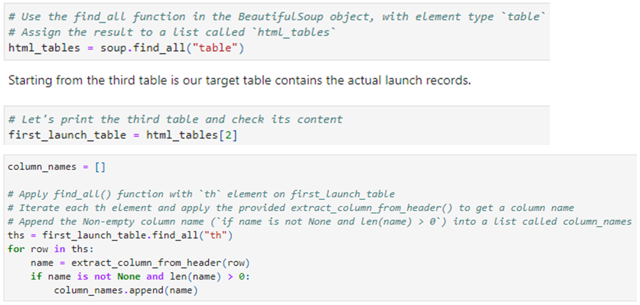 # Use the find_all function in the BeautifulSoup object, with element type `table`
# Assign the result to a list called `html_tables`
html_tables = soup.find_all("table")
Starting from the third table is our target table contains the actual launch records.
# Let's print the third table and check its content
first_launch_table = html_tables[2]
column_names = []
# Apply find_all() function with `th` element on first_launch_table
# Iterate each th element and apply the provided extract_column_from_header() to get a column name
# Append the Non-empty column name (`if name is not None and len(name) > 0`) into a list called column_names
ths = first_launch_table.find_all("th")
for row in ths:
    name = extract_column_from_header(row)
    if name is not None and len(name) > 0:
        column_names.append(name)